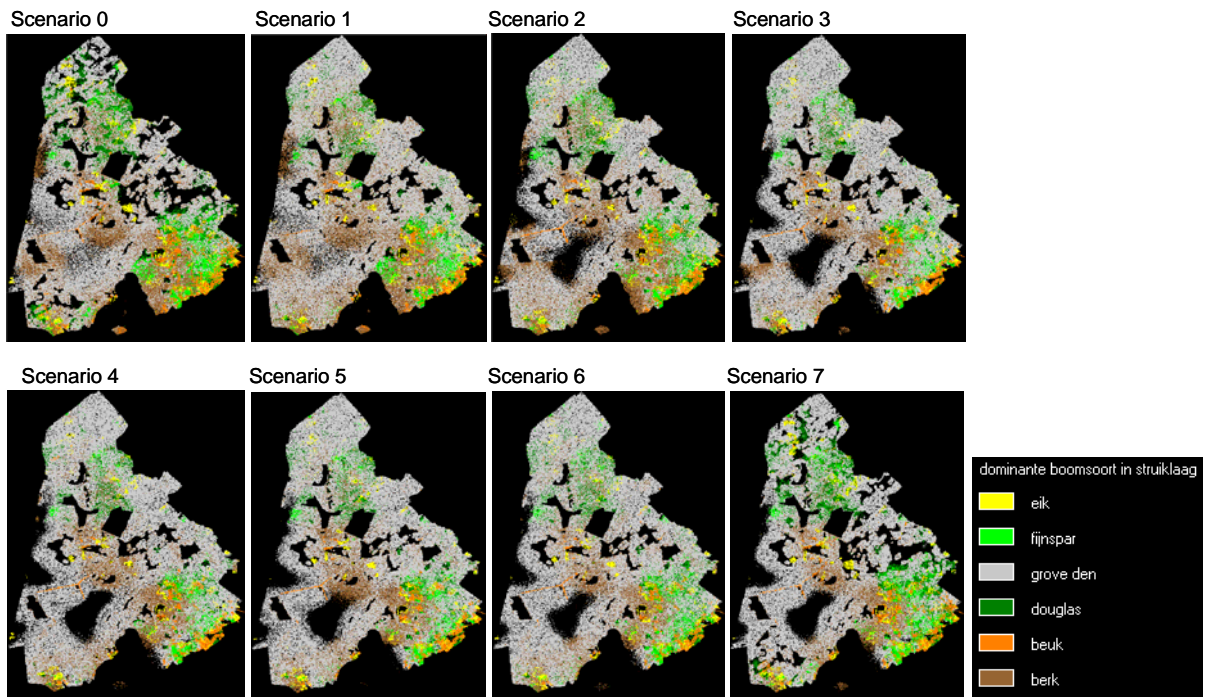 Scenario 0
Scenario 1
Scenario 2
Scenario 3
Scenario 4
Scenario 5
Scenario 6
Scenario 7
dominante boomsoort in struiklaag
eik
fijnspar
grove den
douglas
beuk
berk